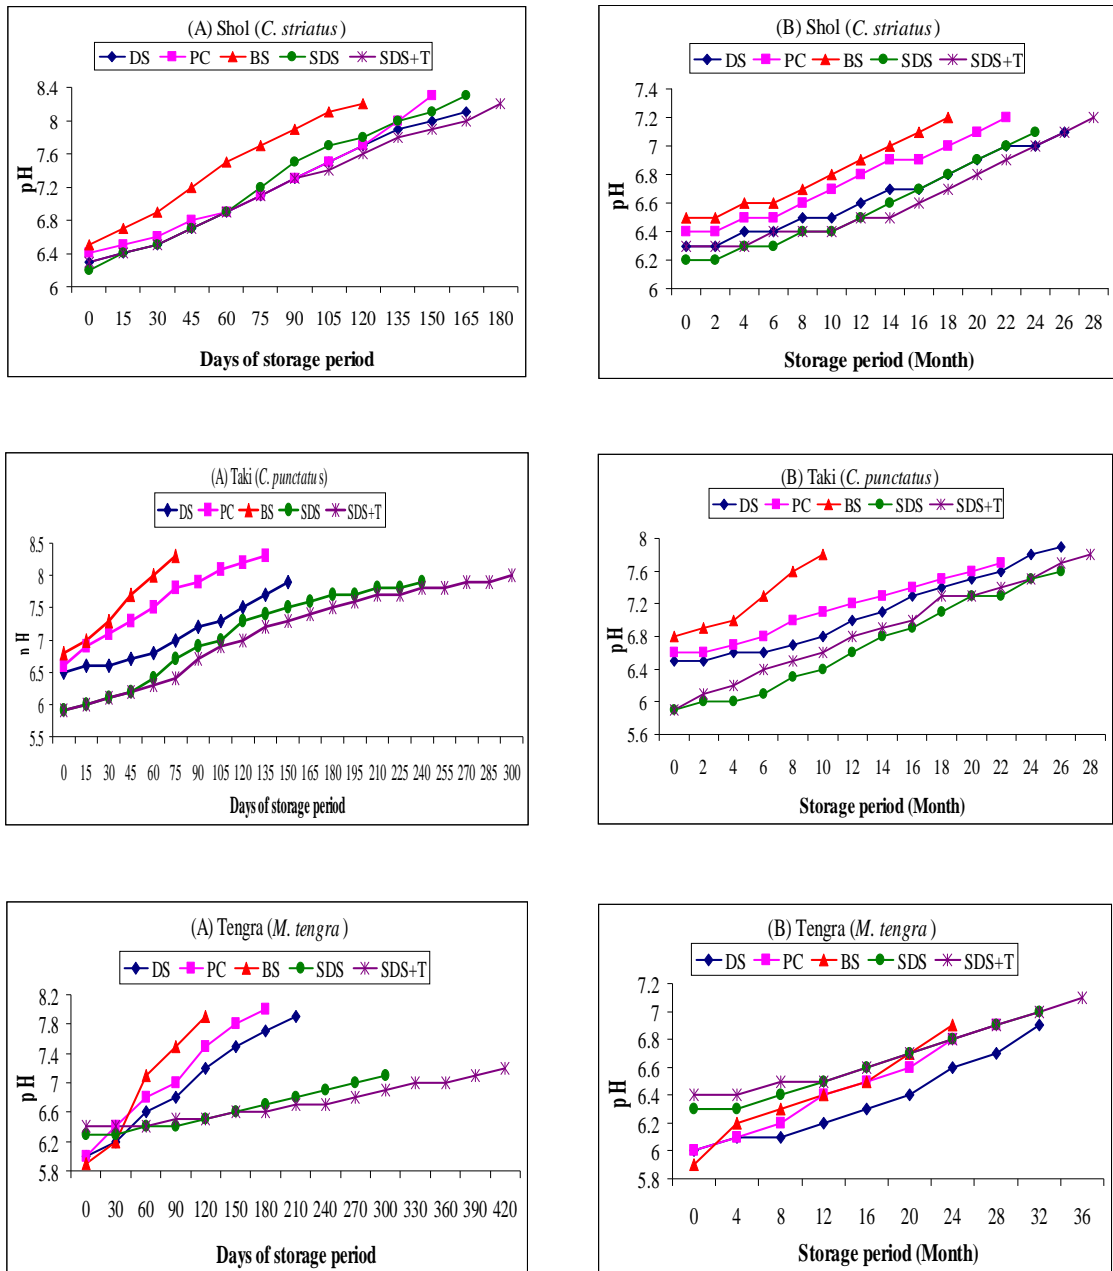 (A) Shol (C. striatus)
DS PC BS SDS SDS+T
8.4
8
7.6
7.2
6.8
6.4
6
pH
0 15 30 45 60 75 90 105 120 135 150 165 180
Days of storage period
(B) Shol (C. striatus)
DS PC BS SDS SDS+T
7.4
7.2
7
6.8
6.6
6.4
6.2
6
pH
0 2 4 6 8 10 12 14 16 18 20 22 24 26 28
Storage period (Month)
(A) Taki (C. punctatus)
DS PC BS SDS SDS+T
8.5
8
7.5
7
6.5
6
5.5
pH
0 15 30 45 60 75 90 105 120 135 150 165 180 195 210 225 240 255 270 285 300
Days of storage period
(B) Taki (C. punctatus)
DS PC BS SDS SDS+T
8
7.6
7.2
6.8
6.4
6
5.6
pH
0 2 4 6 8 10 12 14 16 18 20 22 24 26 28
Storage period (Month)
(A) Tengra (M. tengra)
DS PC BS SDS SDS+T
8.2
7.8
7.4
7
6.6
6.2
5.8
pH
0 30 60 90 120 150 180 210 240 270 300 330 360 390 420
Days of storage period
(B) Tengra (M. tengra)
DS PC BS SDS SDS+T
7.2
7
6.8
6.6
6.4
6.2
6
5.8
pH
0 4 8 12 16 20 24 28 32 36
Storage period (Month)